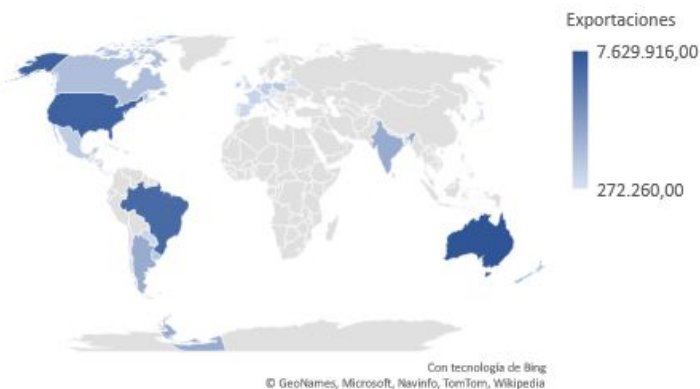 Exportaciones
7.629.916,00
272.260,00
Con tecnología de Bing
© GeoNames, Microsoft, Navinfo, TomTom, Wikipedia